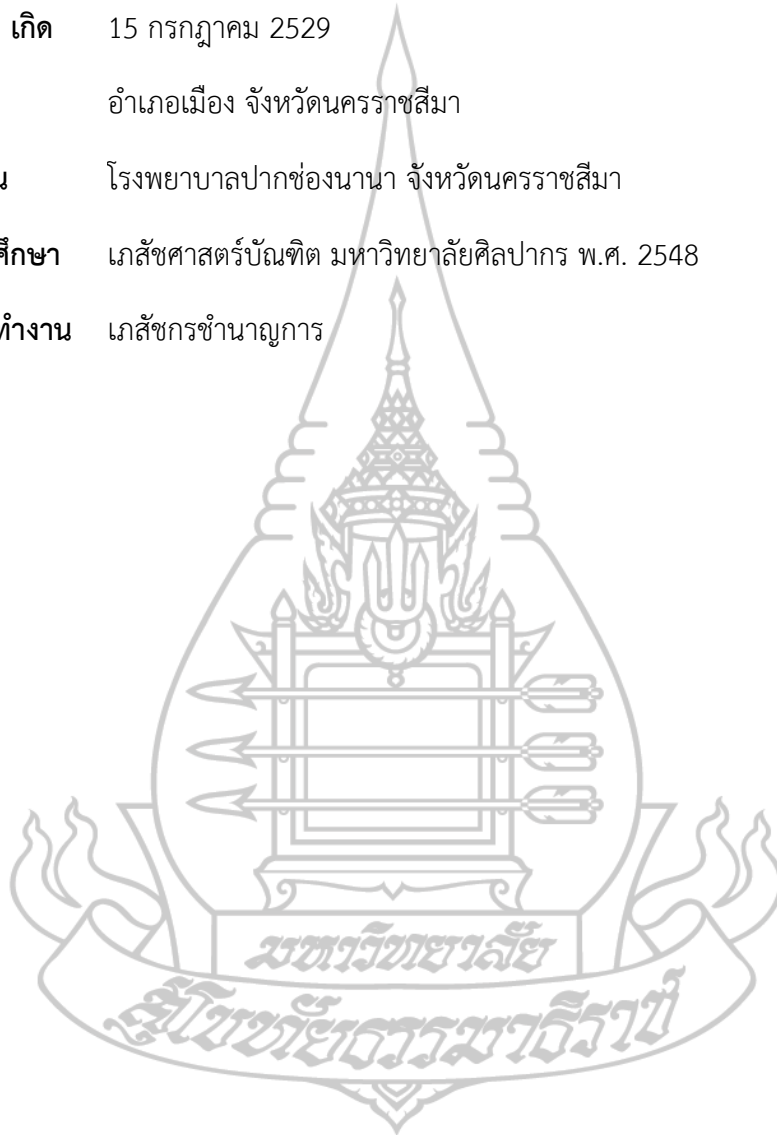 เกิด 15 กรกฎาคม 2529
อำเภอเมือง จังหวัดนครราชสีมา
น โรงพยาบาลปากช่องนานา จังหวัดนครราชสีมา
ศึกษา เภสัชศาสตร์บัณฑิต มหาวิทยาลัยศิลปากร พ.ศ. 2548
ทำงาน เภสัชกรชำนาญการ
มหาวิทยาลัย
สุโขทัยธรรมาธิราช